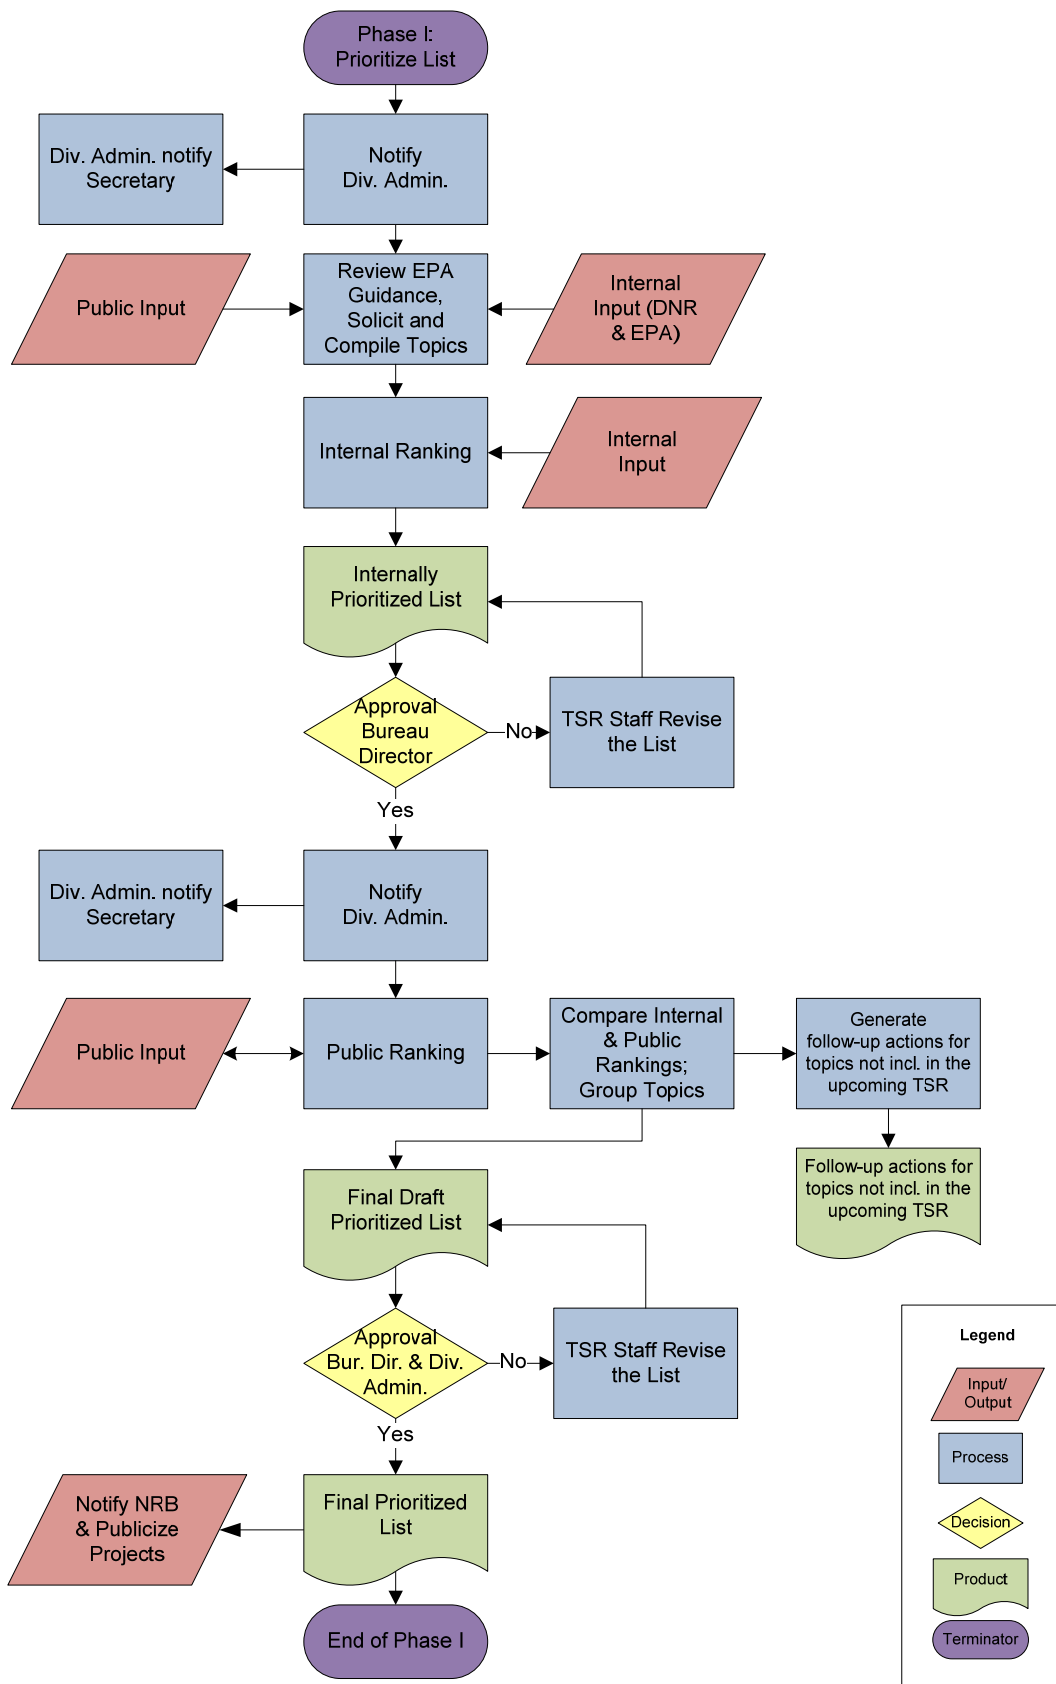 Phase I:
Prioritize List
Div. Admin. notify
Secretary
Notify
Div. Admin.
Public Input
Review EPA
Guidance,
Solicit and
Compile Topics
Internal
Input (DNR
& EPA)
Internal Ranking
Internal
Input
Internally
Prioritized List
Approval
Bureau
Director
No
TSR Staff Revise
the List
Yes
Div. Admin. notify
Secretary
Notify
Div. Admin.
Public Input
Public Ranking
Compare Internal
& Public
Rankings;
Group Topics
Generate
follow-up actions for
topics not incl. in the
upcoming TSR
Follow-up actions for
topics not incl. in the
upcoming TSR
Final Draft
Prioritized List
Approval
Bur. Dir. & Div.
Admin.
No
TSR Staff Revise
the List
Yes
Notify NRB
& Publicize
Projects
Final Prioritized
List
End of Phase I
Legend
Input/
Output
Process
Decision
Product
Terminator